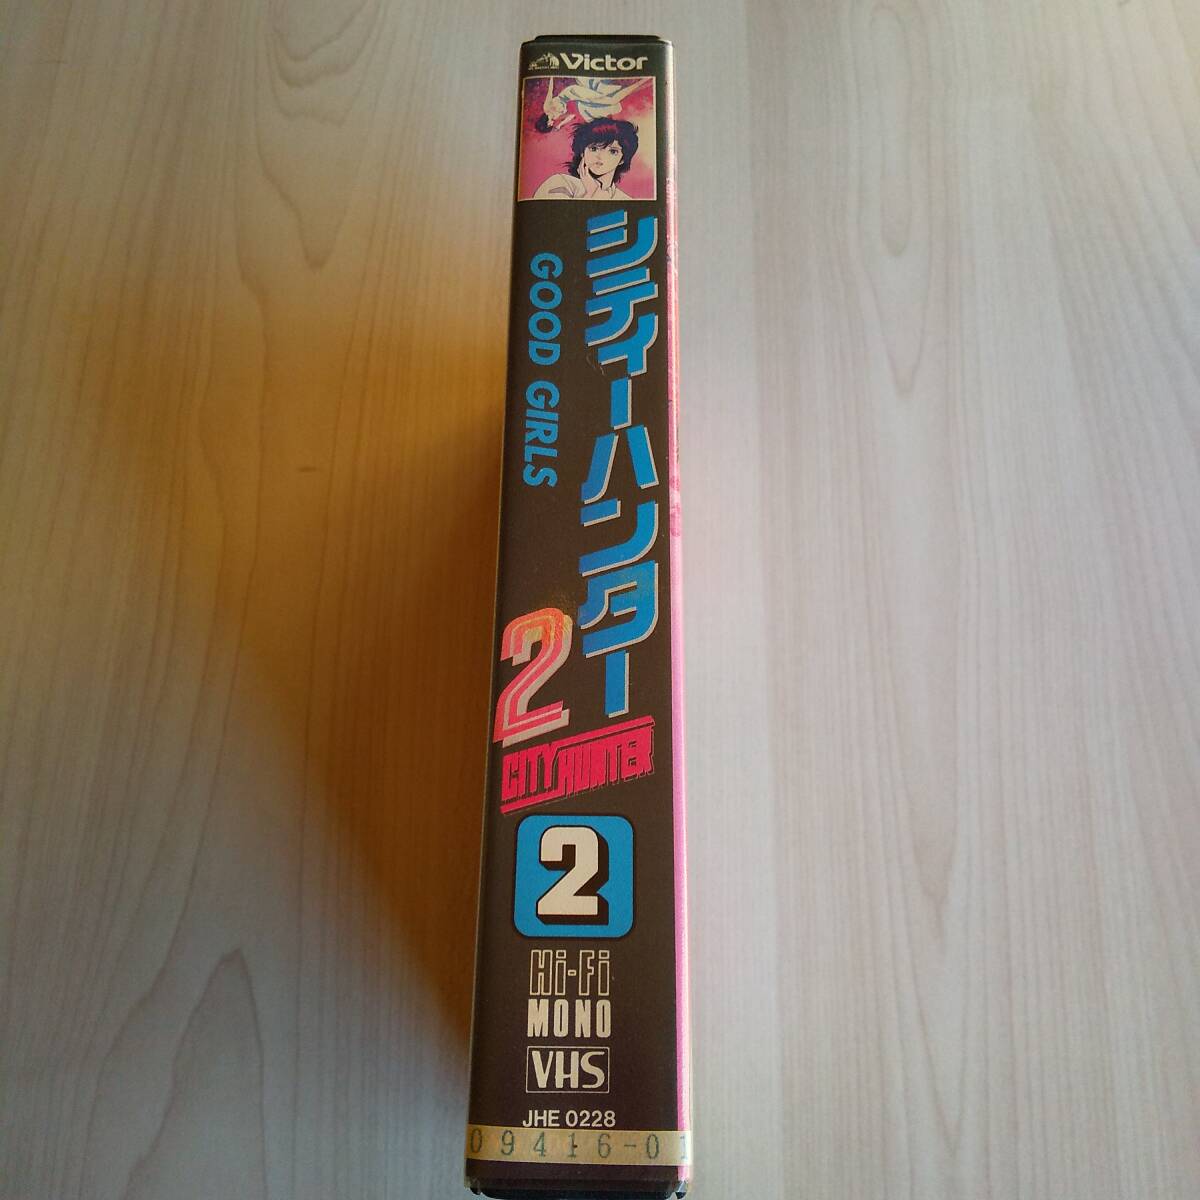 Victor
シティーハンター
GOOD GIRLS
2
CITY HUNTER
2
Hi-Fi
MONO
VHS
JHE 0228
09416-01